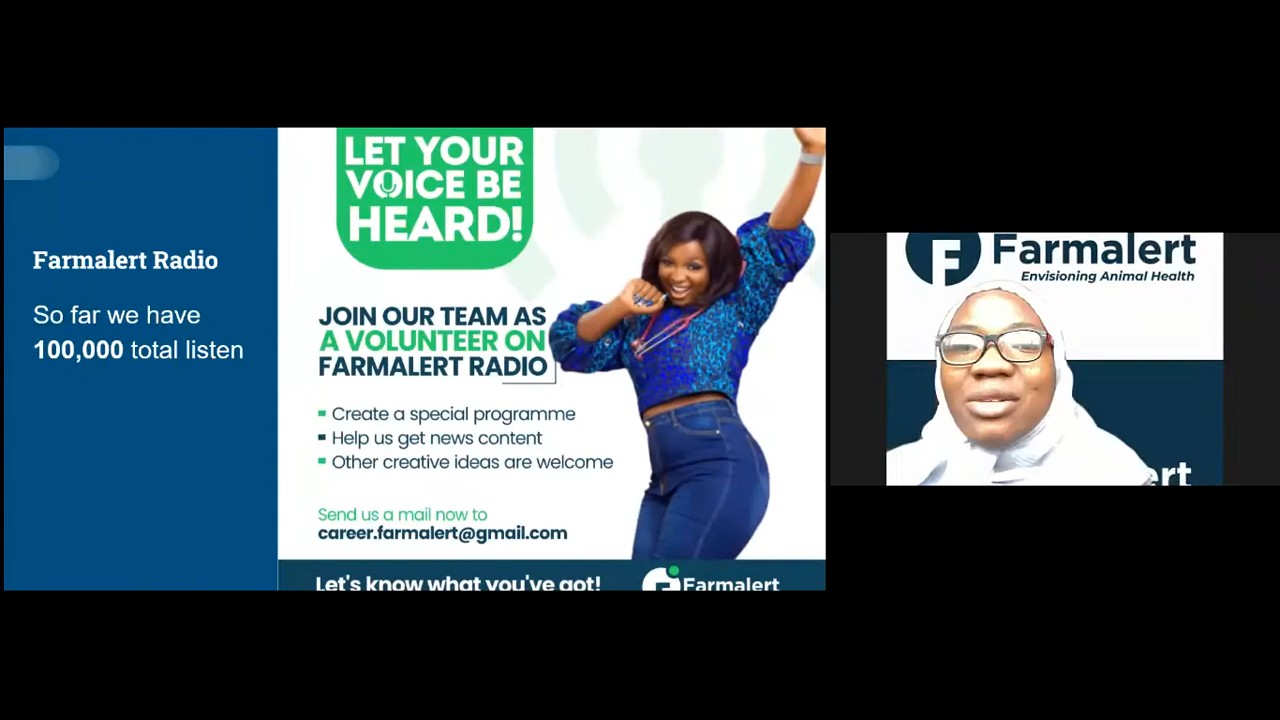 Farmalert Radio
So far we have
100,000 total listen
LET YOUR
VOICE BE
HEARD!
JOIN OUR TEAM AS
A VOLUNTEER ON
FARMALERT RADIO
Create a special programme
Help us get news content
Other creative ideas are welcome
Send us a mail now to
career.farmalert@gmail.com
Let's know what you've got!
Farmalert
Farmalert
Envisioning Animal Health
ert